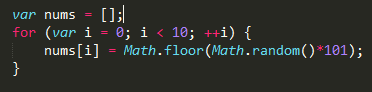 var nums = [];
for (var i = 0; i < 10; ++i) {
    nums[i] = Math.floor(Math.random()*101);
}